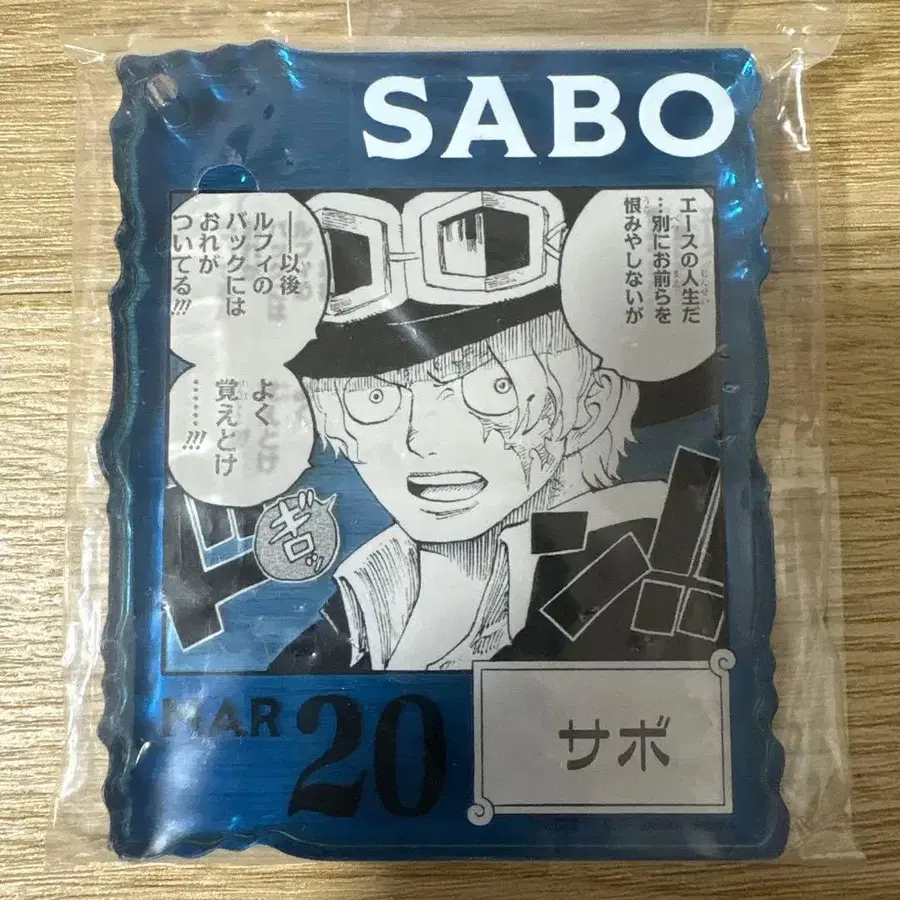 SABO
エースの人生だ
…別にお前らを
恨みやしないが
――以後
ルフィの
バックには
おれが
ついてる!!!
よく
覚えとけ
……!!!
ギロッ
MAR 20
サボ